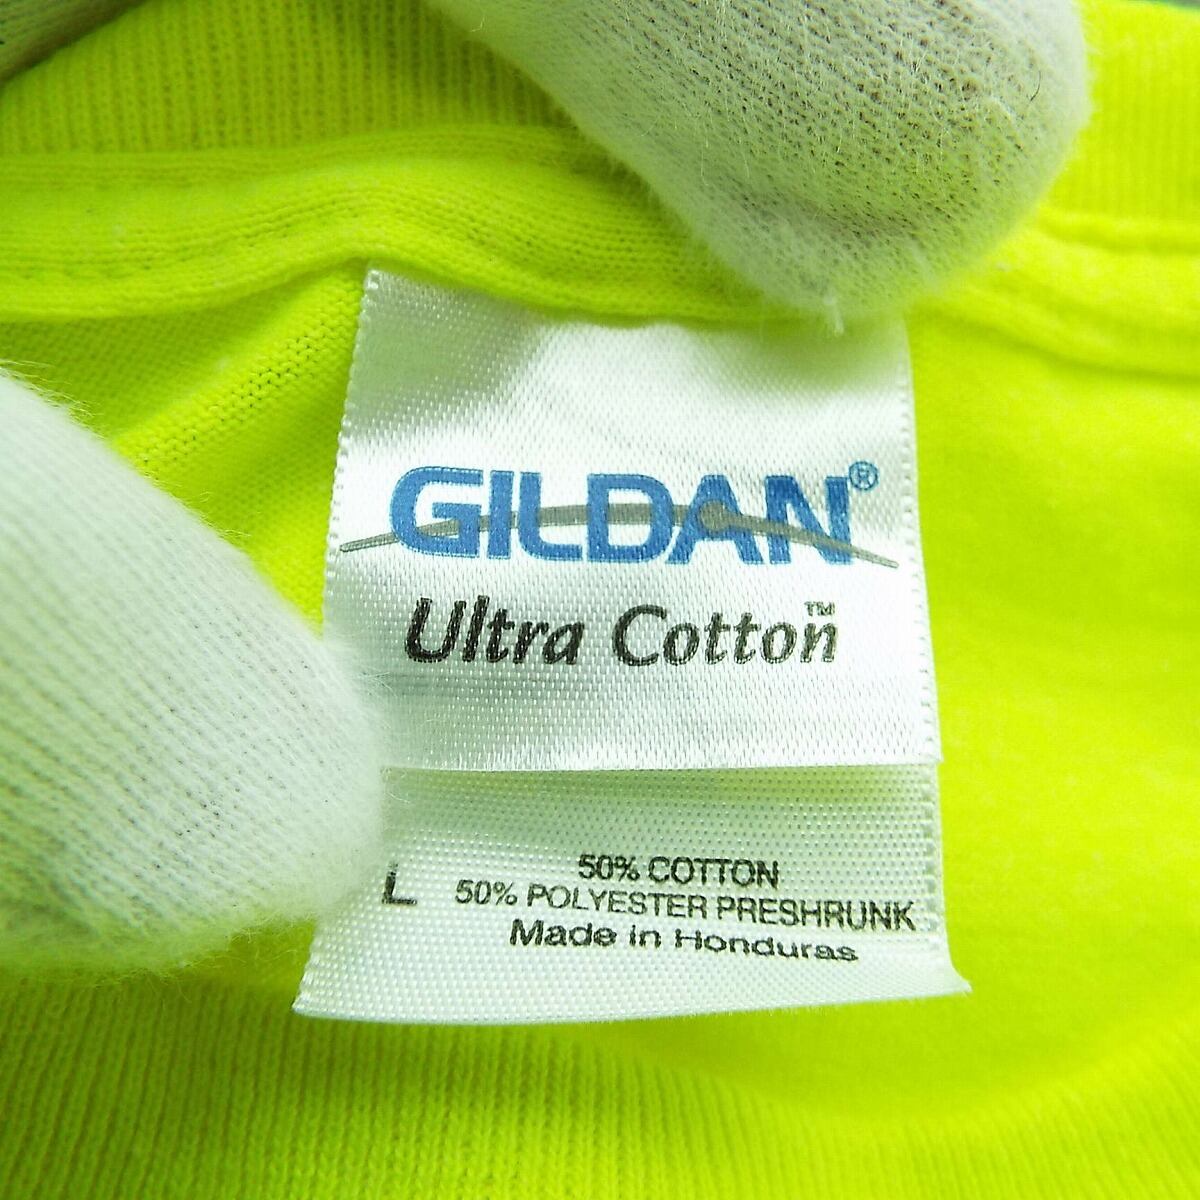 GILDAN®
Ultra Cotton™
50% COTTON
L 50% POLYESTER PRESHRUNK
Made in Honduras